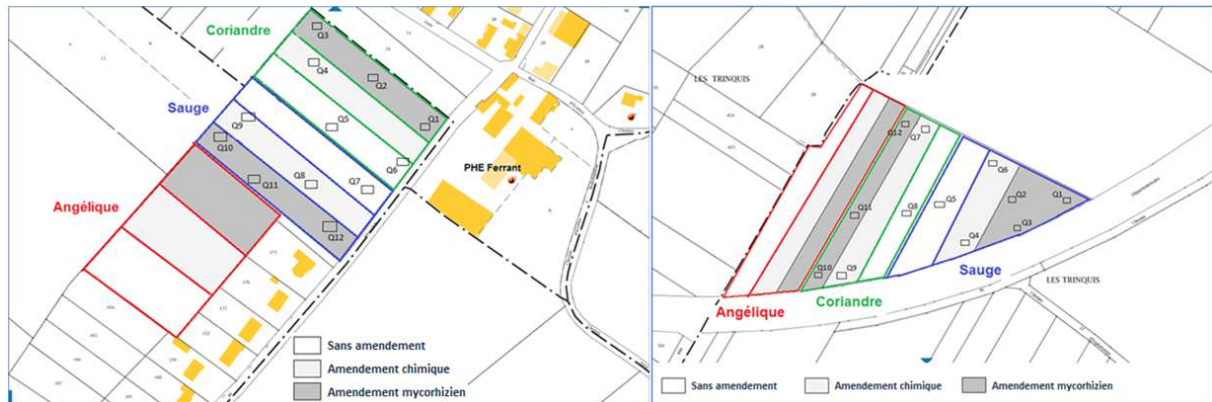 Coriandre
Q3
Q4
Q2
Q1
Sauge
Q9
Q5
Q10
Q6
Q11
Q8
Q7
Q12
PHE Ferrant
Angélique
Sans amendement
Amendement chimique
Amendement mycorhizien
LES TRINQUIS
Q12
Q7
Q6
Q2
Q1
Q11
Q8
Q5
Q3
Q4
Q10
Q9
Sauge
LES TRINQUIS
Angélique
Coriandre
Sans amendement
Amendement chimique
Amendement mycorhizien